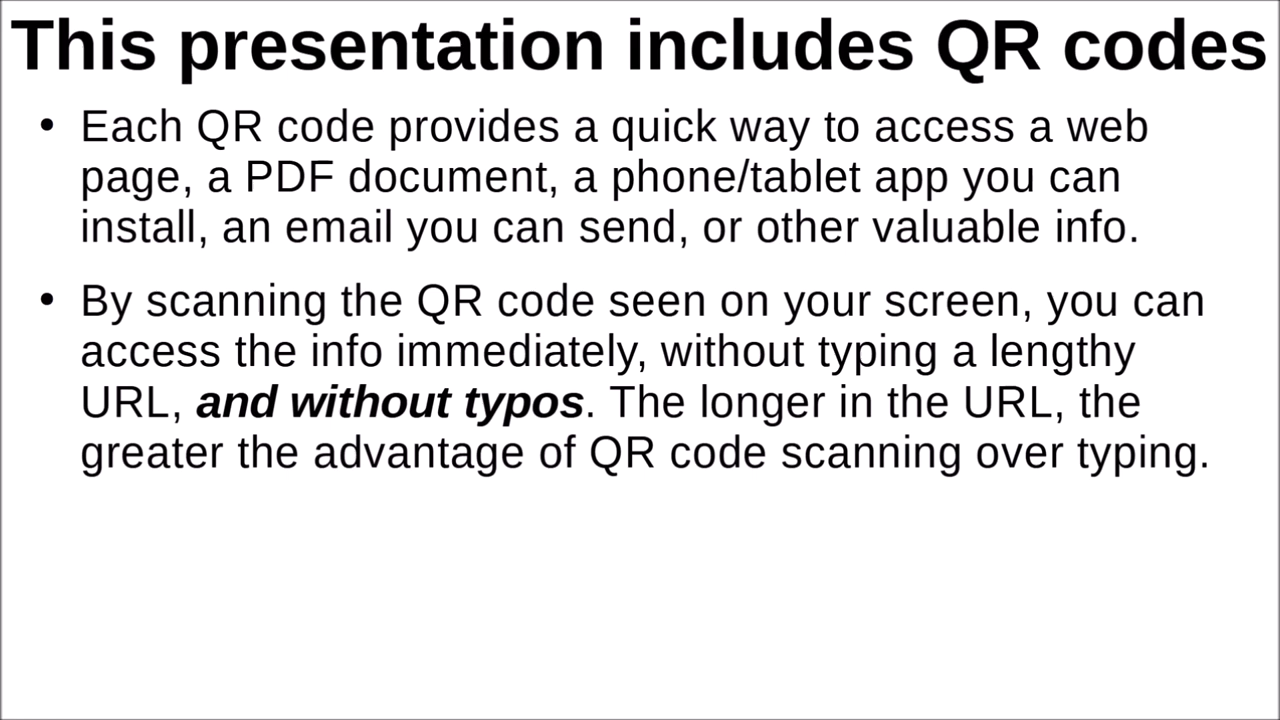 This presentation includes QR codes
• Each QR code provides a quick way to access a web
page, a PDF document, a phone/tablet app you can
install, an email you can send, or other valuable info.
• By scanning the QR code seen on your screen, you can
access the info immediately, without typing a lengthy
URL, and without typos. The longer in the URL, the
greater the advantage of QR code scanning over typing.